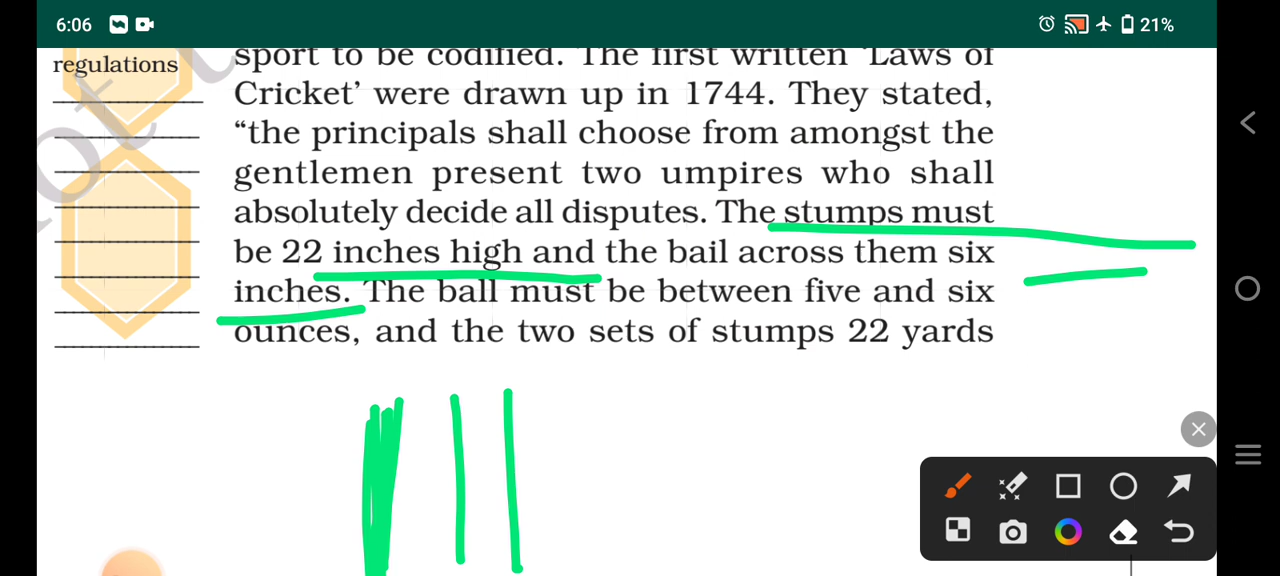 6:06
21%
regulations
sport to be codified. The first written ‘Laws of
Cricket’ were drawn up in 1744. They stated,
“the principals shall choose from amongst the
gentlemen present two umpires who shall
absolutely decide all disputes. The stumps must
be 22 inches high and the bail across them six
inches. The ball must be between five and six
ounces, and the two sets of stumps 22 yards